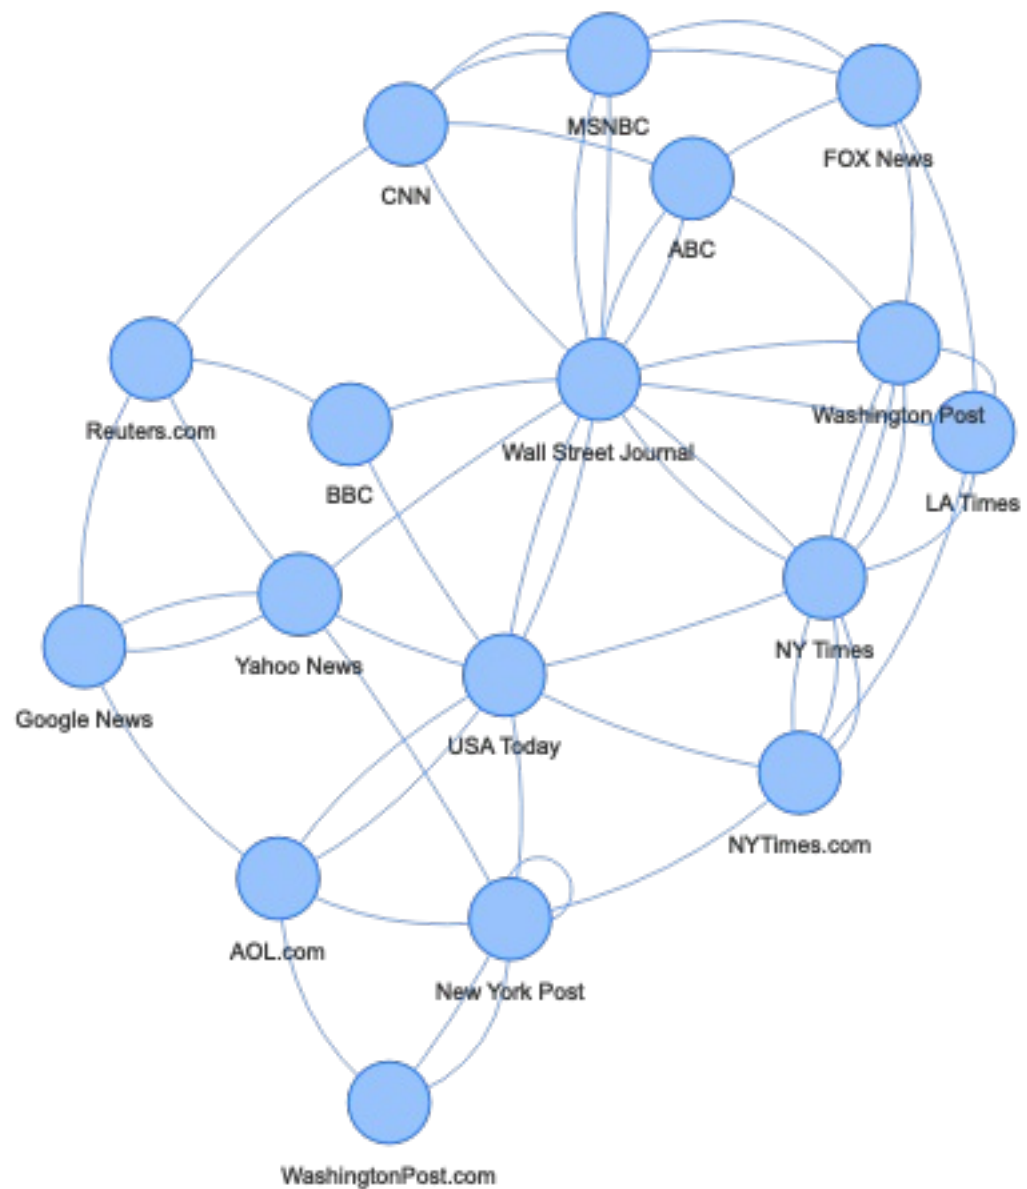 MSNBC
FOX News
CNN
ABC
Washington Post
Reuters.com
Wall Street Journal
BBC
LA Times
NY Times
Yahoo News
Google News
USA Today
NYTimes.com
AOL.com
New York Post
WashingtonPost.com